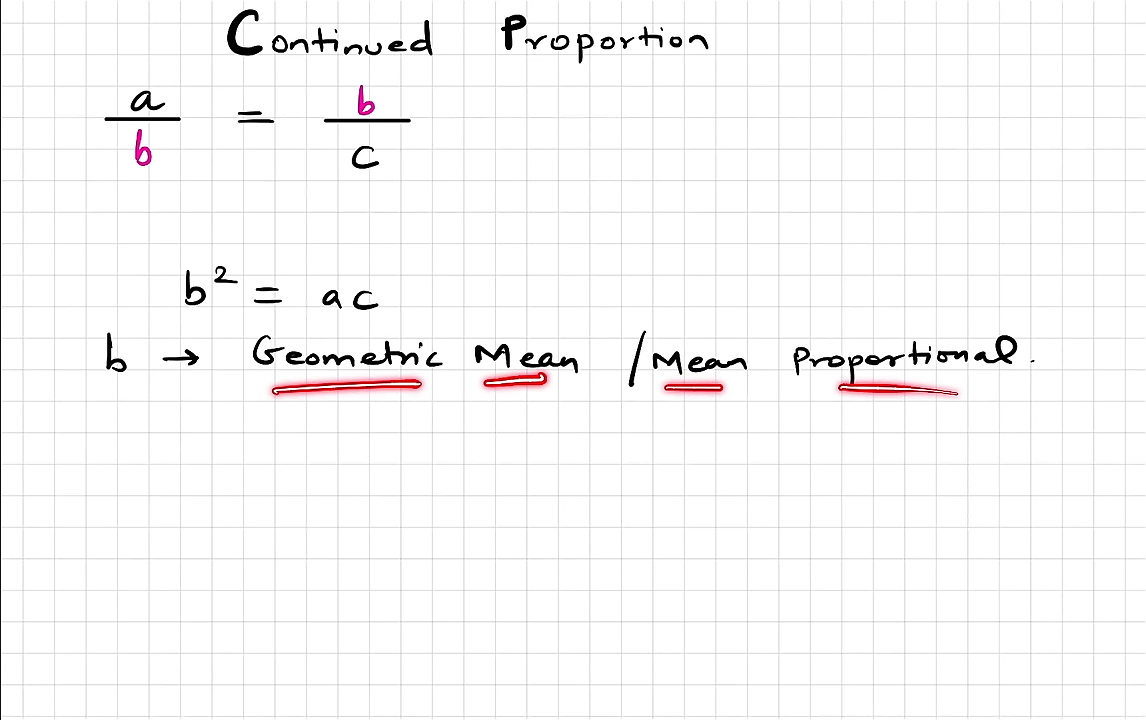 Continued Proportion
a/b = b/c
b² = ac
b → Geometric Mean / Mean Proportional.